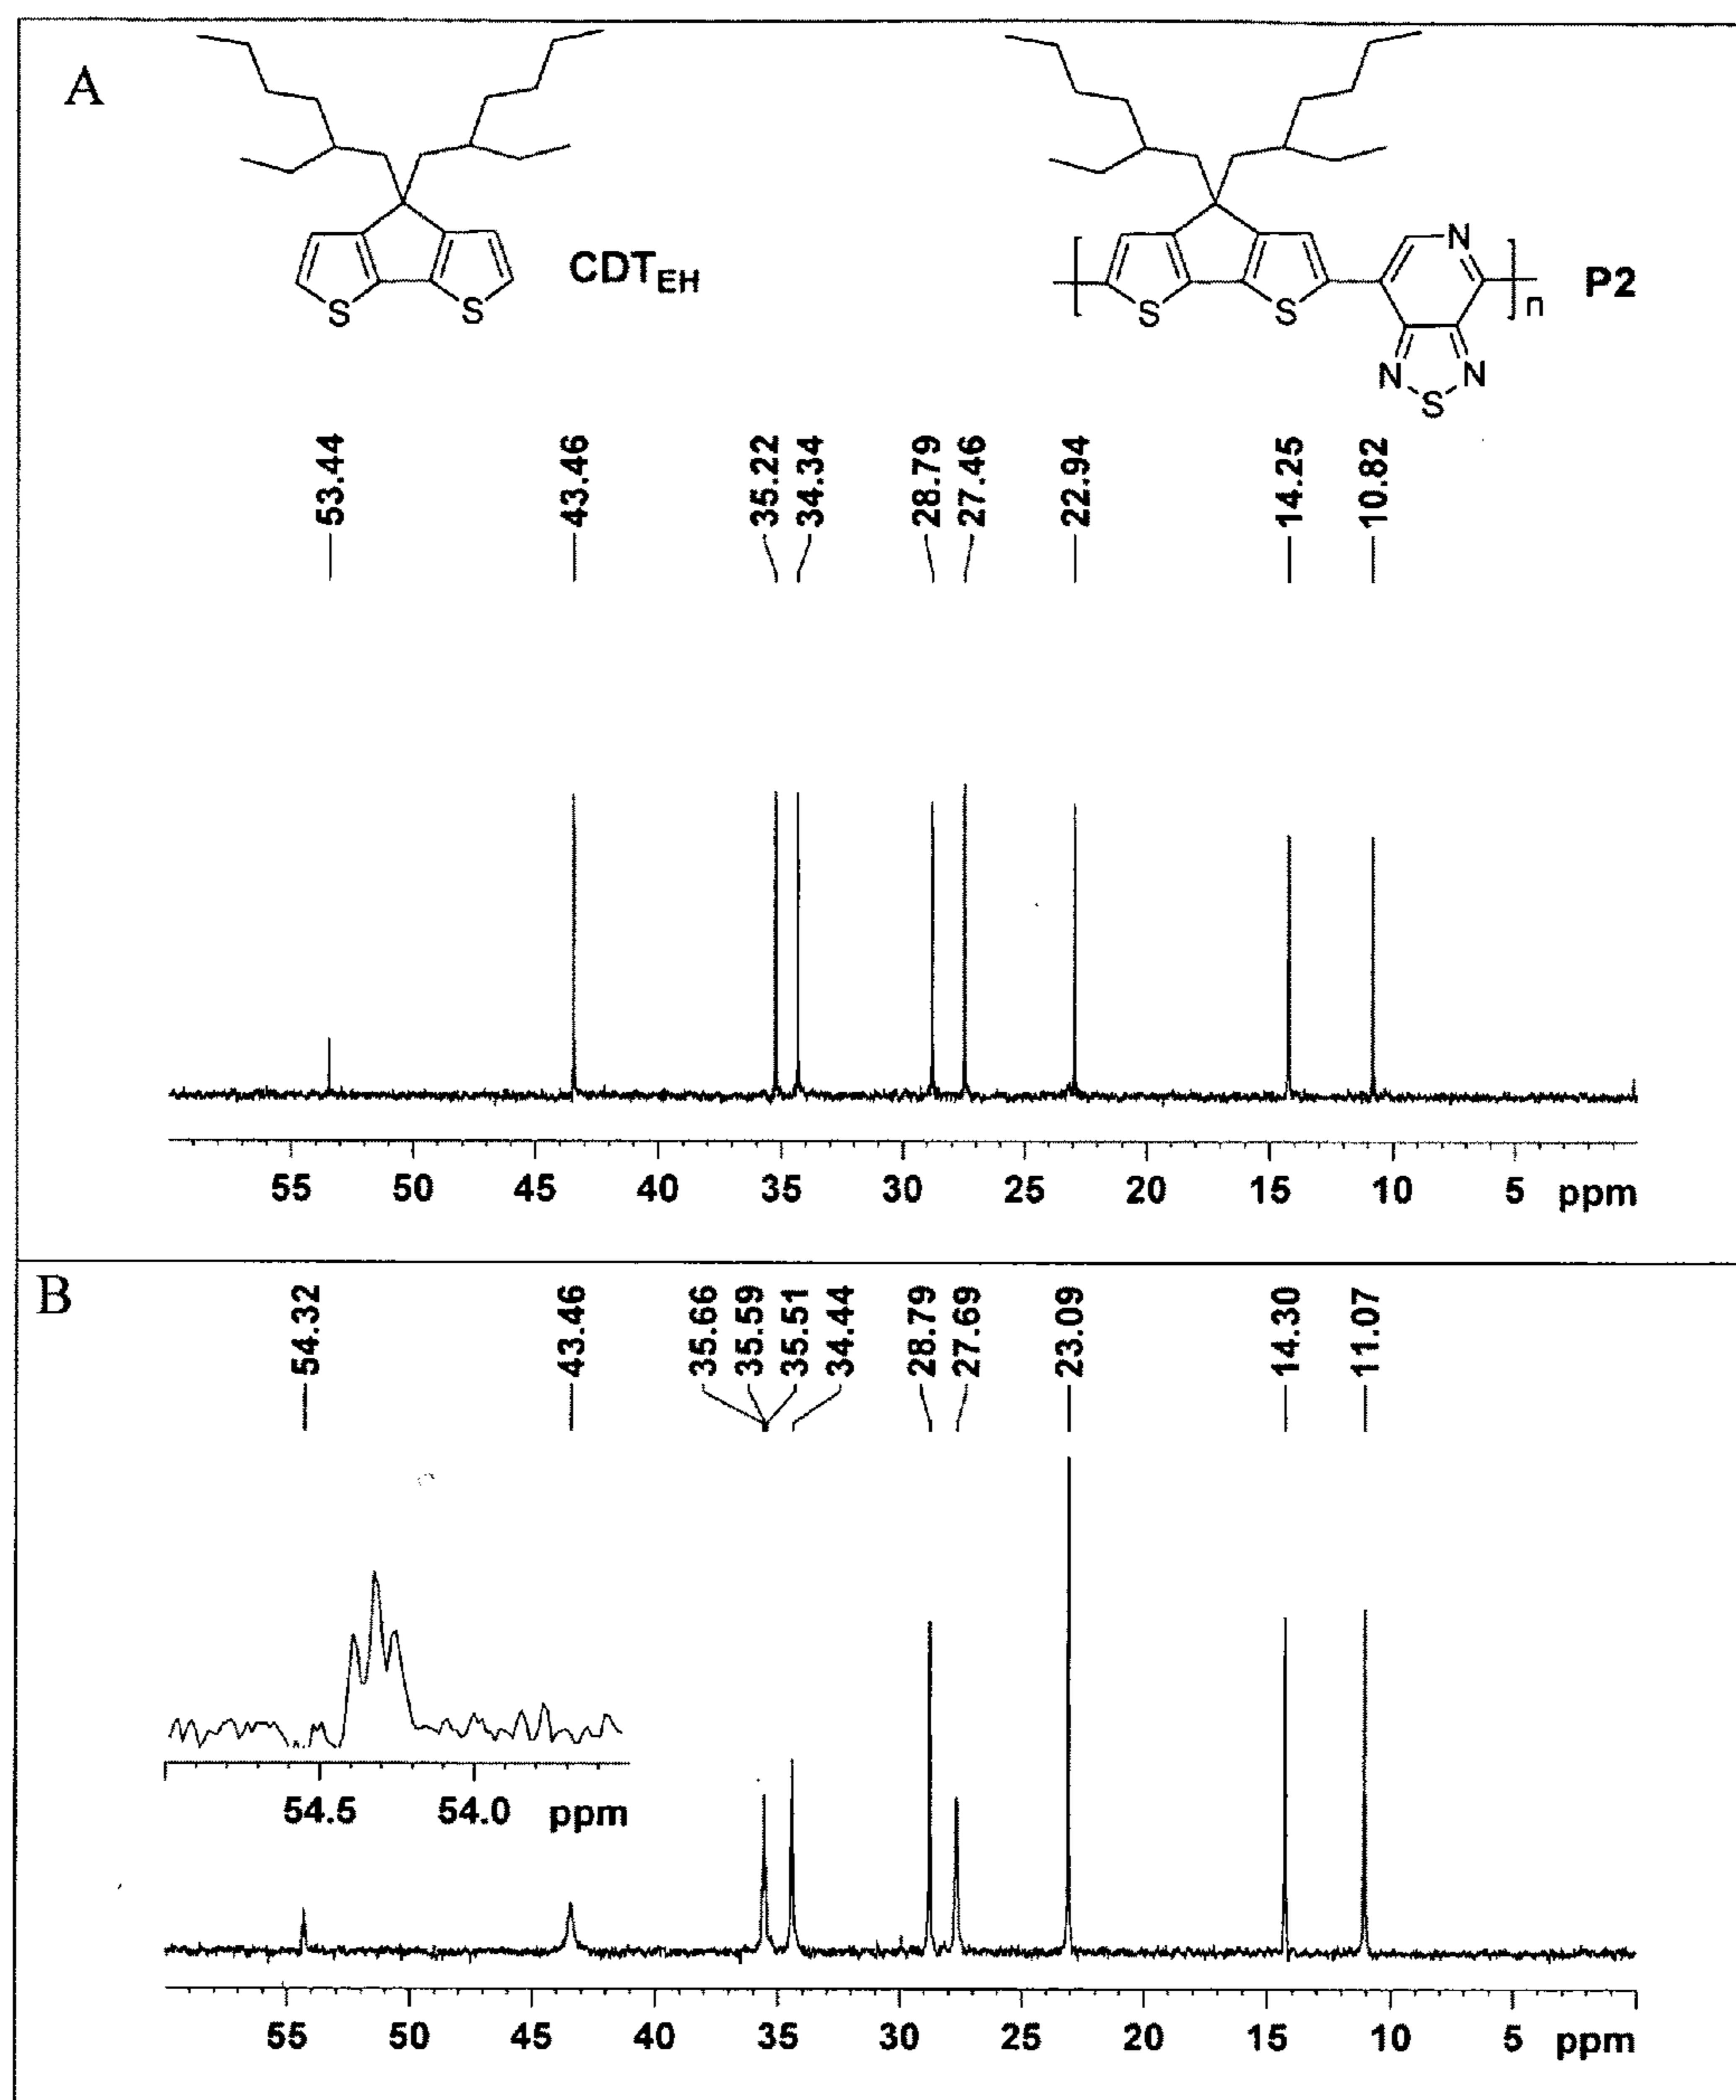 A
CDT_EH
N
P2
S S S S n
N N
S
53.44 43.46 35.22 34.34 28.79 27.46 22.94 14.25 10.82
55 50 45 40 35 30 25 20 15 10 5 ppm
B
54.32 43.46 35.66 35.59 35.51 34.44 28.79 27.69 23.09 14.30 11.07
54.5 54.0 ppm
55 50 45 40 35 30 25 20 15 10 5 ppm